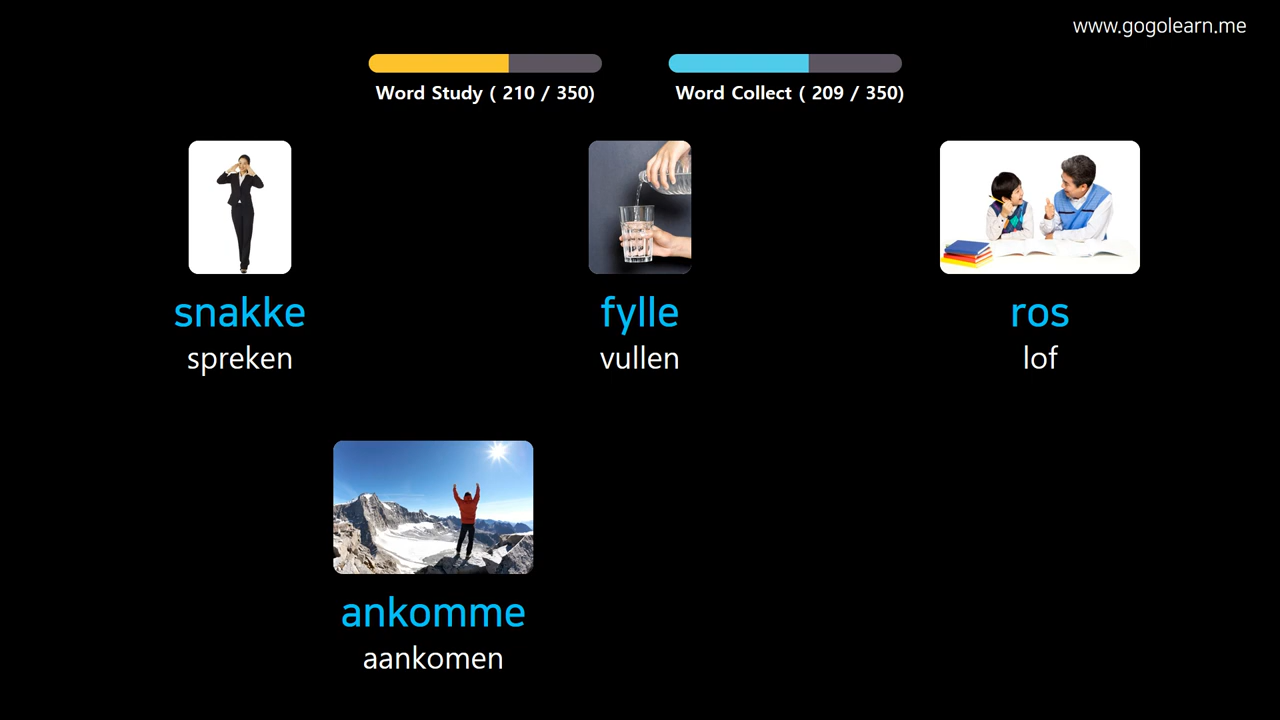 www.gogolearn.me
Word Study ( 210 / 350)
Word Collect ( 209 / 350)
snakke
spreken
fylle
vullen
ros
lof
ankomme
aankomen